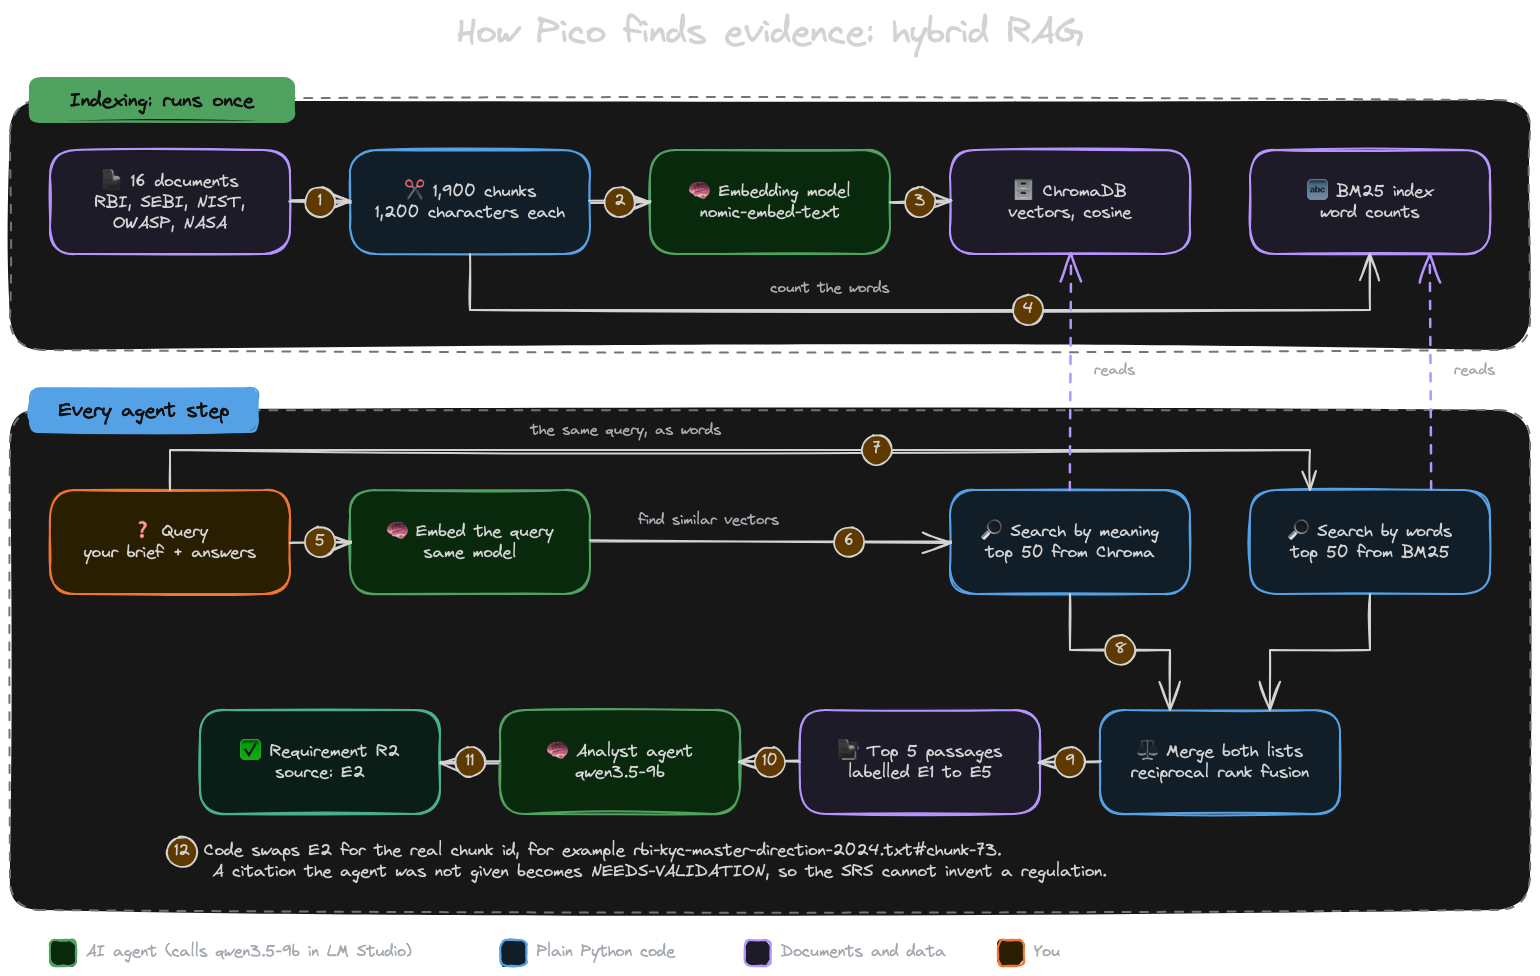 How Pico finds evidence: hybrid RAG
Indexing: runs once
16 documents
RBI, SEBI, NIST,
OWASP, NASA
1
1,900 chunks
1,200 characters each
2
Embedding model
nomic-embed-text
3
ChromaDB
vectors, cosine
abc
BM25 index
word counts
count the words
4
reads
reads
Every agent step
the same query, as words
7
Query
your brief + answers
5
Embed the query
same model
find similar vectors
6
Search by meaning
top 50 from Chroma
Search by words
top 50 from BM25
8
Requirement R2
source: E2
11
Analyst agent
qwen3.5-9b
10
Top 5 passages
labelled E1 to E5
9
Merge both lists
reciprocal rank fusion
12
Code swaps E2 for the real chunk id, for example rbi-kyc-master-direction-2024.txt#chunk-73.
A citation the agent was not given becomes NEEDS-VALIDATION, so the SRS cannot invent a regulation.
AI agent (calls qwen3.5-9b in LM Studio)
Plain Python code
Documents and data
You